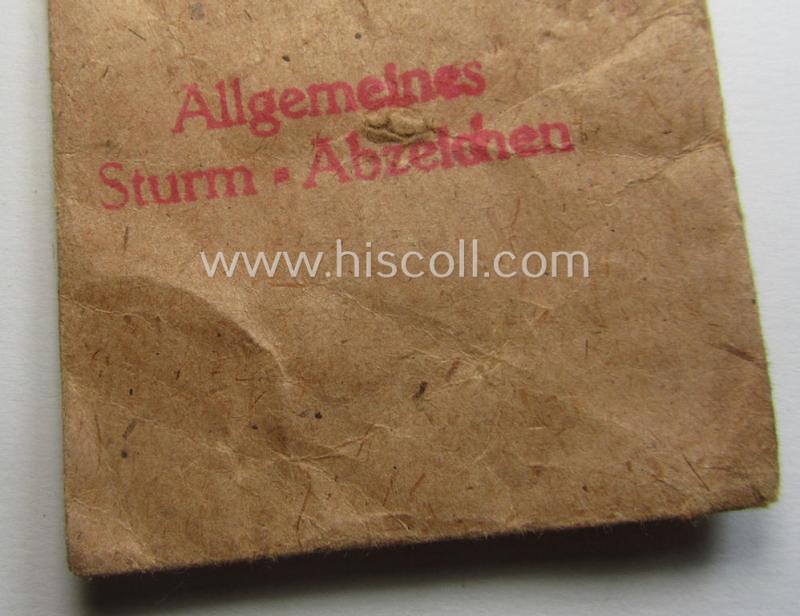 Allgemeines
Sturm - Abzeichen
www.hiscoll.com